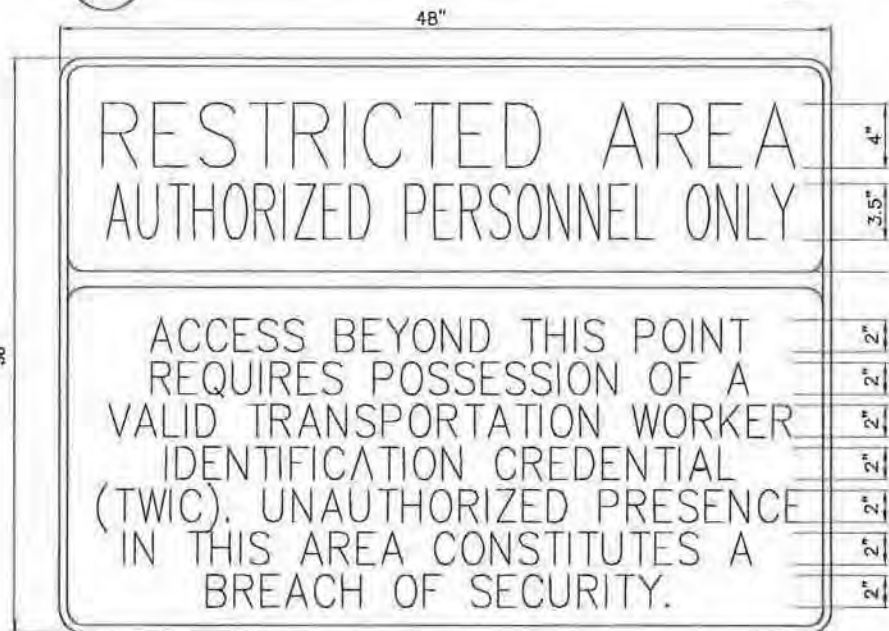 48"
RESTRICTED AREA
4"
AUTHORIZED PERSONNEL ONLY
3.5"
ACCESS BEYOND THIS POINT
2"
REQUIRES POSSESSION OF A
2"
VALID TRANSPORTATION WORKER
2"
IDENTIFICATION CREDENTIAL
2"
(TWIC). UNAUTHORIZED PRESENCE
2"
IN THIS AREA CONSTITUTES A
2"
BREACH OF SECURITY.
2"